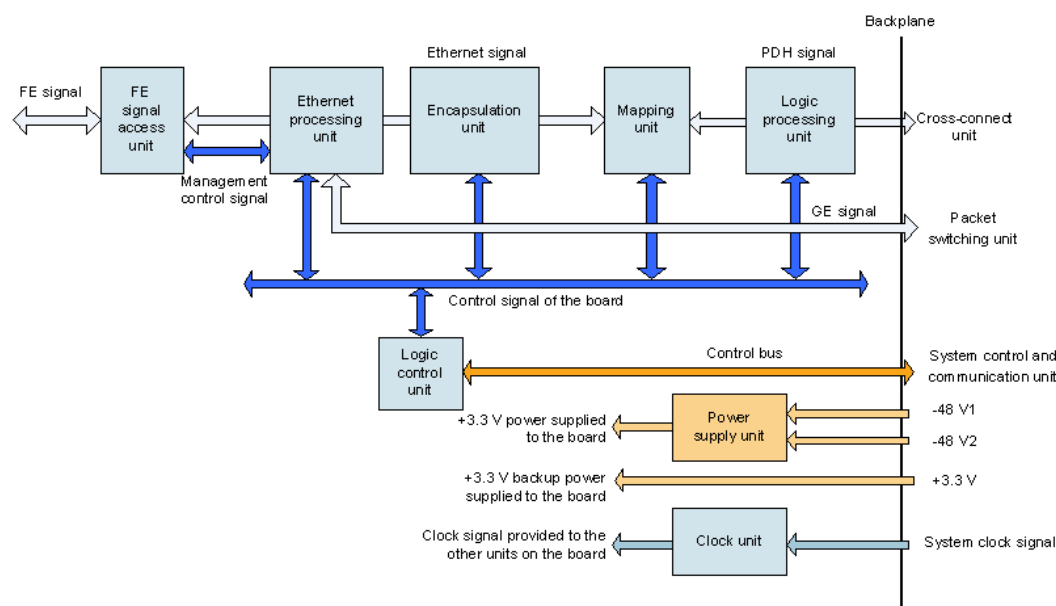 Backplane
Ethernet signal
PDH signal
FE signal
FE
signal
access
unit
Ethernet
processing
unit
Encapsulation
unit
Mapping
unit
Logic
processing
unit
Cross-connect
unit
Management
control signal
GE signal
Packet
switching unit
Control signal of the board
Logic
control
unit
Control bus
System control and
communication unit
+3.3 V power supplied
to the board
Power
supply unit
-48 V1
-48 V2
+3.3 V backup power
supplied to the board
+3.3 V
Clock signal provided to the
other units on the board
Clock unit
System clock signal